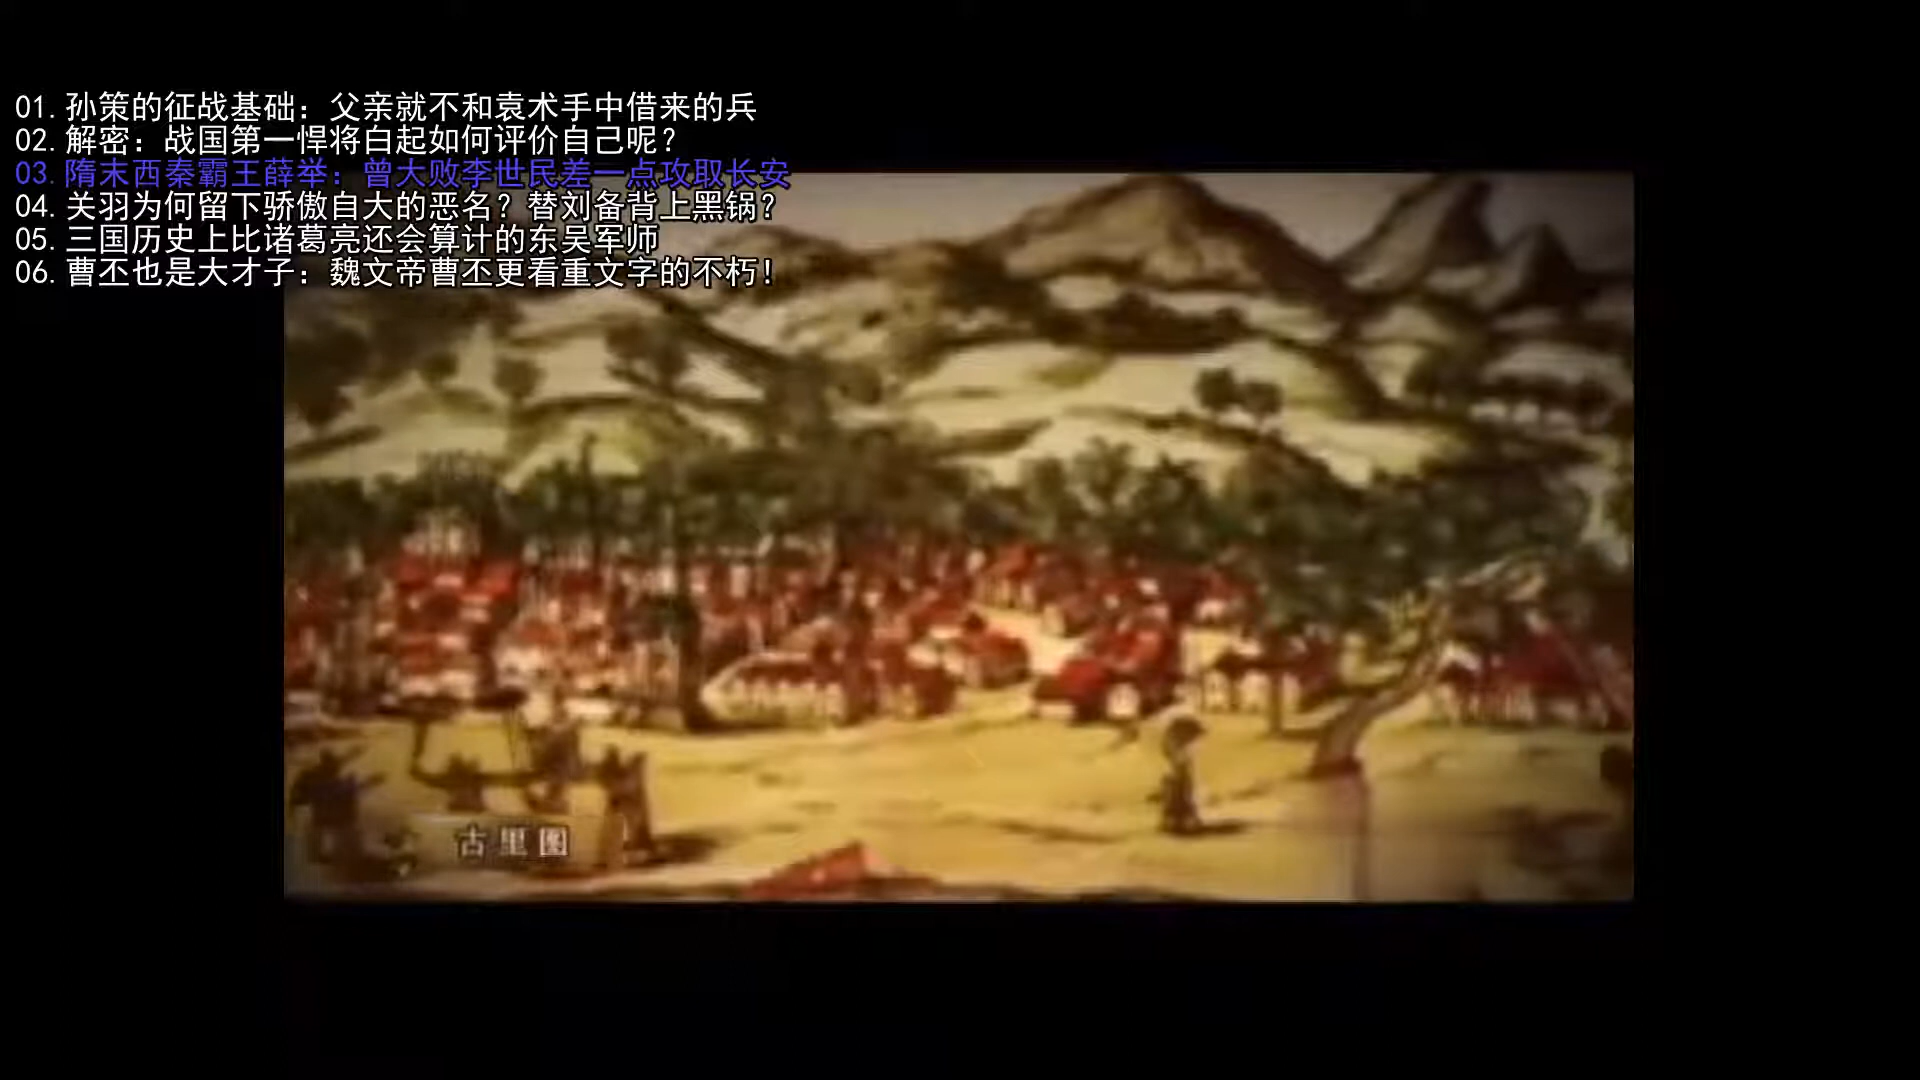 01. 孙策的征战基础：父亲就不和袁术手中借来的兵
02. 解密：战国第一悍将白起如何评价自己呢？
03. 隋末西秦霸王薛举：曾大败李世民差一点攻取长安
04. 关羽为何留下骄傲自大的恶名？替刘备背上黑锅？
05. 三国历史上比诸葛亮还会算计的东吴军师
06. 曹丕也是大才子：魏文帝曹丕更看重文字的不朽！
古里图